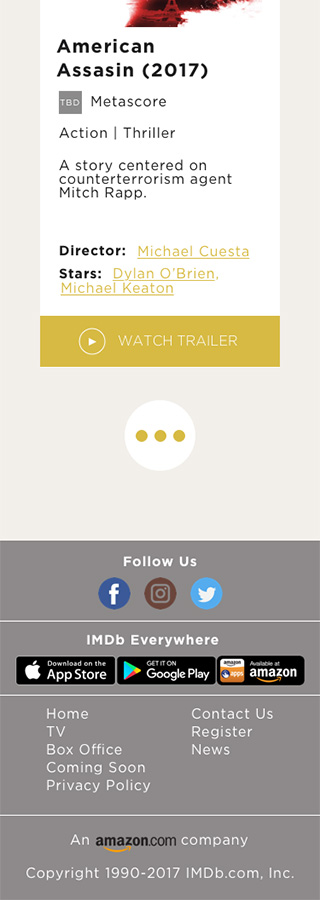 American
Assasin (2017)
TBD Metascore
Action | Thriller
A story centered on
counterterrorism agent
Mitch Rapp.
Director: Michael Cuesta
Stars: Dylan O'Brien,
Michael Keaton
WATCH TRAILER
Follow Us
IMDb Everywhere
Download on the
App Store
GET IT ON
Google Play
amazon
apps
Available at
amazon
Home
TV
Box Office
Coming Soon
Privacy Policy
Contact Us
Register
News
An amazon.com company
Copyright 1990-2017 IMDb.com, Inc.